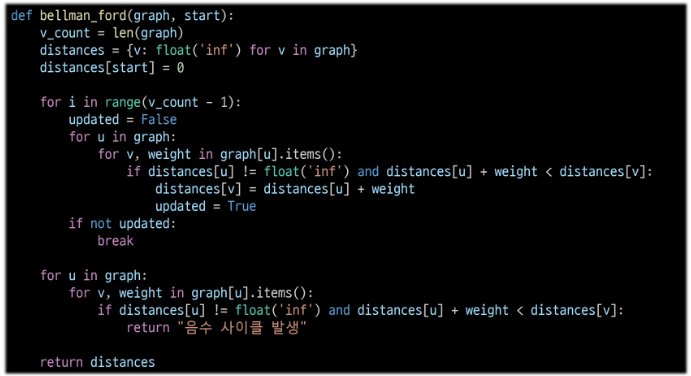 def bellman_ford(graph, start):
    v_count = len(graph)
    distances = {v: float('inf') for v in graph}
    distances[start] = 0

    for i in range(v_count - 1):
        updated = False
        for u in graph:
            for v, weight in graph[u].items():
                if distances[u] != float('inf') and distances[u] + weight < distances[v]:
                    distances[v] = distances[u] + weight
                    updated = True
        if not updated:
            break

    for u in graph:
        for v, weight in graph[u].items():
            if distances[u] != float('inf') and distances[u] + weight < distances[v]:
                return "음수 사이클 발생"

    return distances